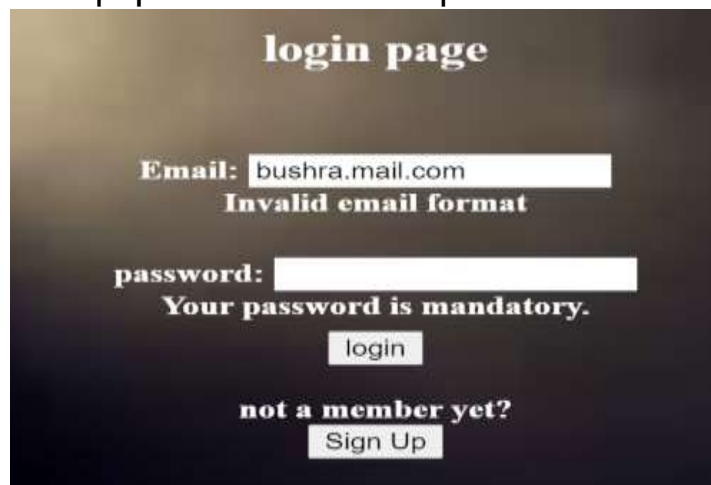 login page
Email: bushra.mail.com
Invalid email format
password:
Your password is mandatory.
login
not a member yet?
Sign Up